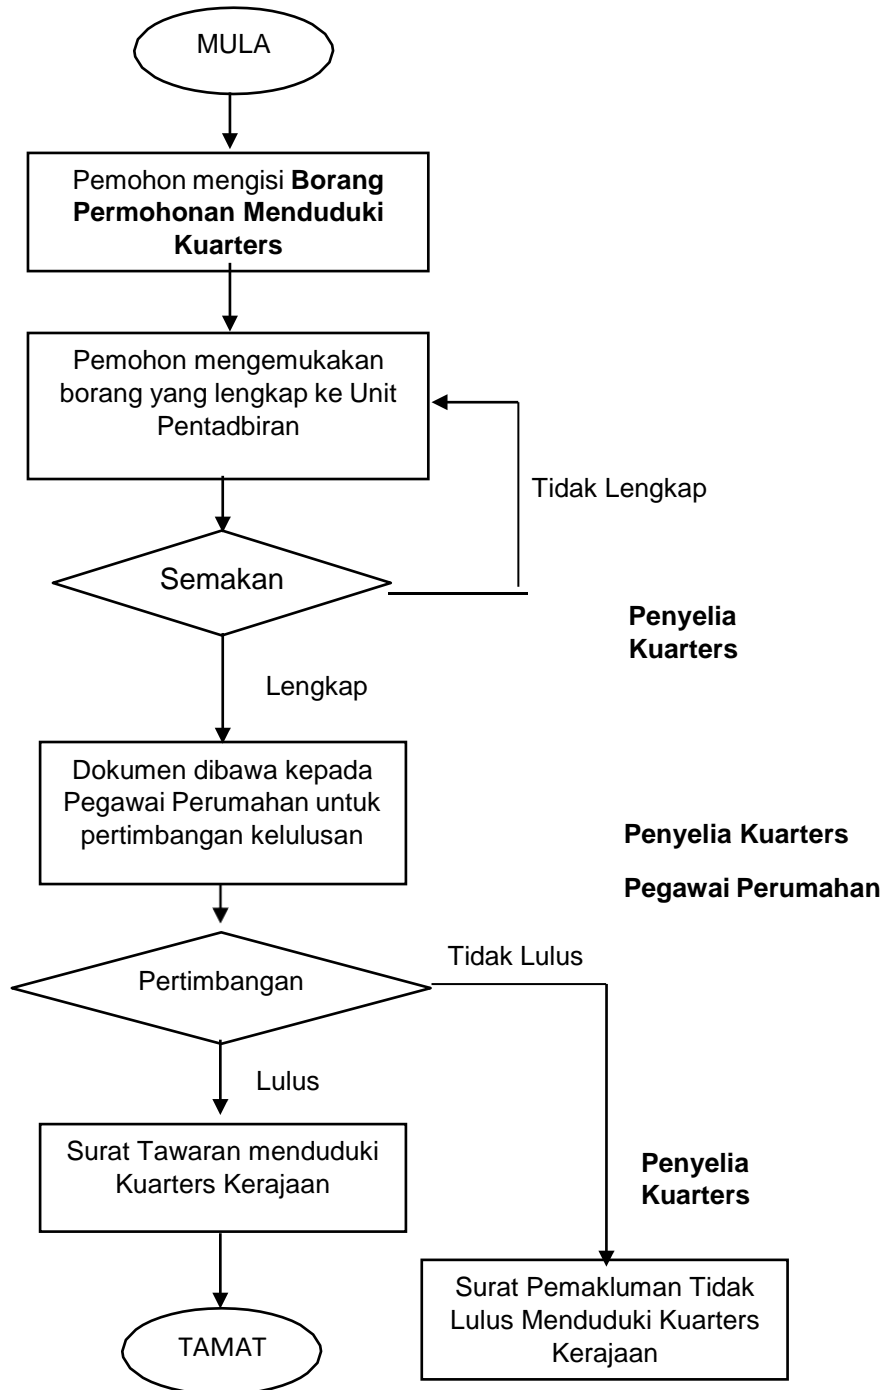 MULA
Pemohon mengisi Borang
Permohonan Menduduki
Kuarters
Pemohon mengemukakan
borang yang lengkap ke Unit
Pentadbiran
Tidak Lengkap
Semakan
Penyelia
Kuarters
Lengkap
Dokumen dibawa kepada
Pegawai Perumahan untuk
pertimbangan kelulusan
Penyelia Kuarters
Pegawai Perumahan
Tidak Lulus
Pertimbangan
Lulus
Surat Tawaran menduduki
Kuarters Kerajaan
Penyelia
Kuarters
Surat Pemakluman Tidak
Lulus Menduduki Kuarters
Kerajaan
TAMAT